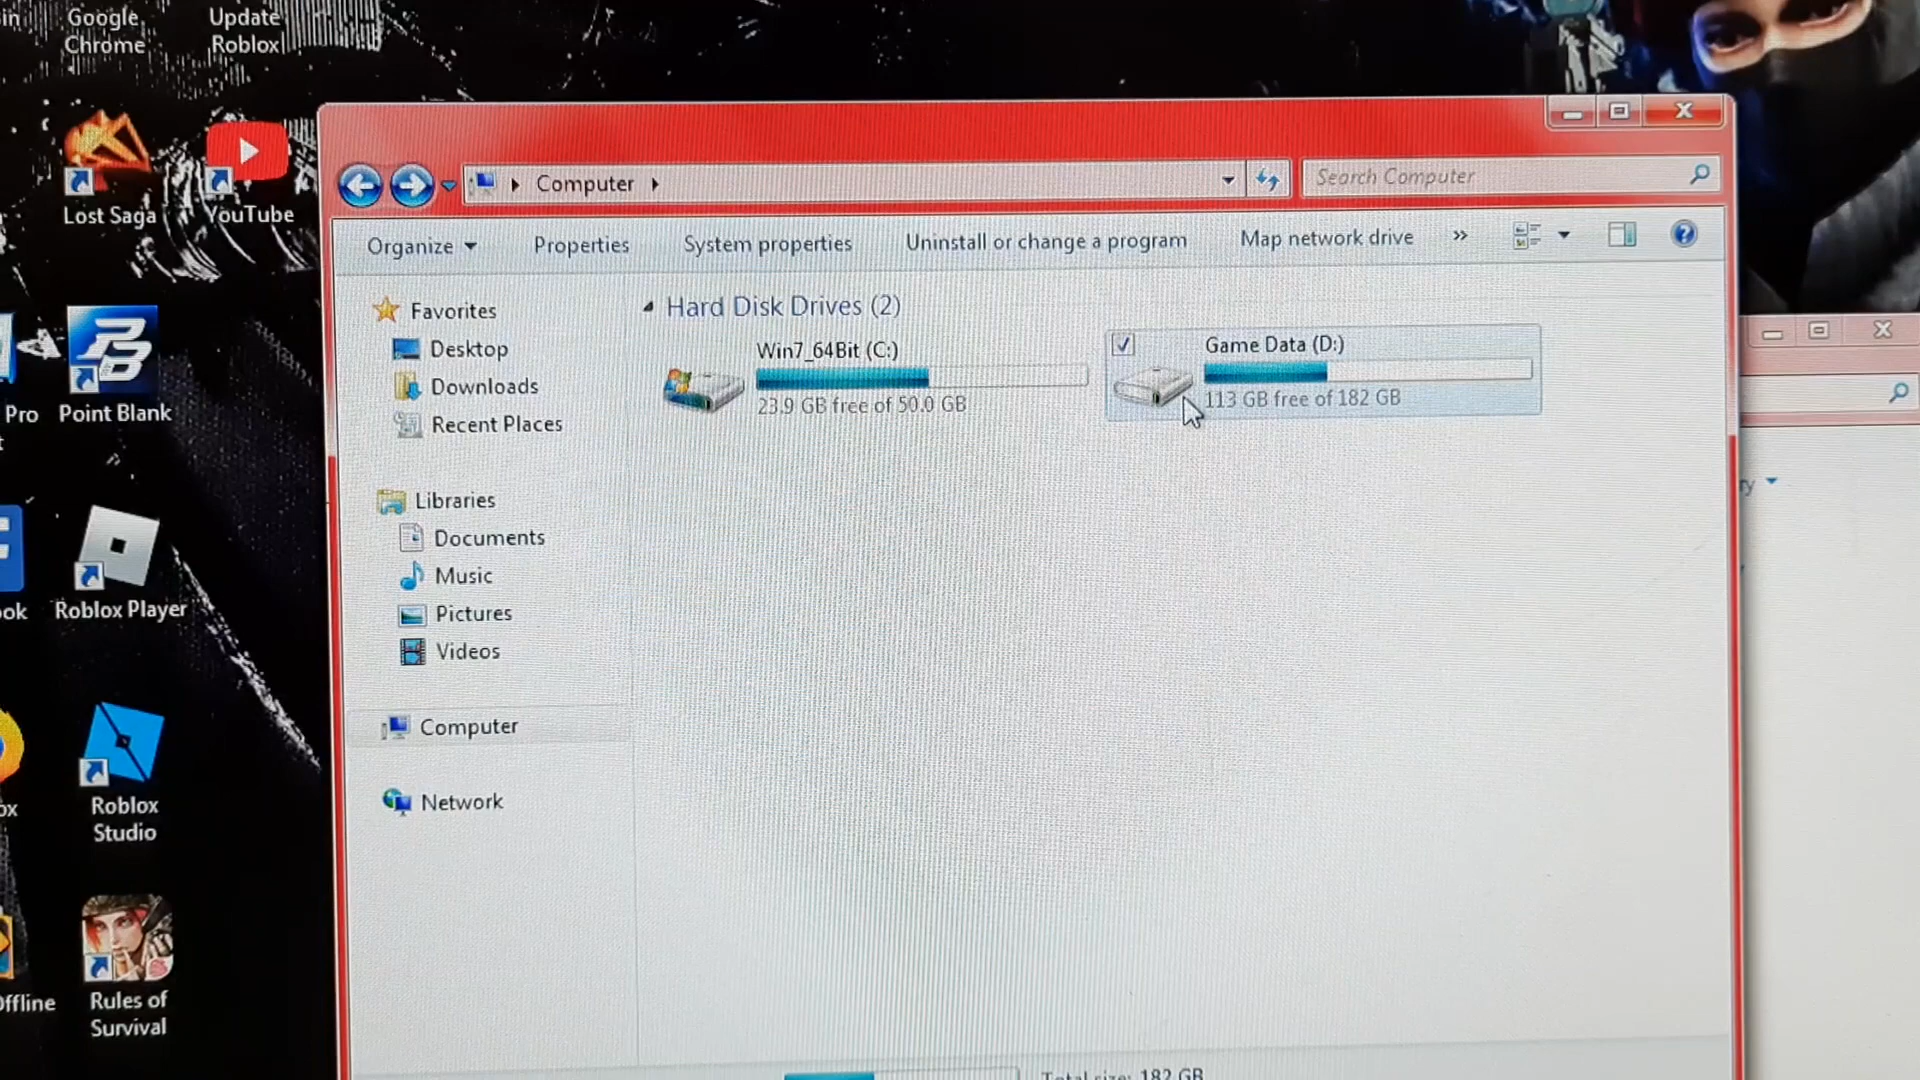 Google
Chrome
Update
Roblox
Lost Saga
YouTube
Pro
Point Blank
Roblox Player
Roblox
Studio
Offline
Rules of
Survival
Computer
Search Computer
Organize
Properties
System properties
Uninstall or change a program
Map network drive
Favorites
Desktop
Downloads
Recent Places
Libraries
Documents
Music
Pictures
Videos
Computer
Network
Hard Disk Drives (2)
Win7_64Bit (C:)
23.9 GB free of 50.0 GB
Game Data (D:)
113 GB free of 182 GB
Total size: 182 GB